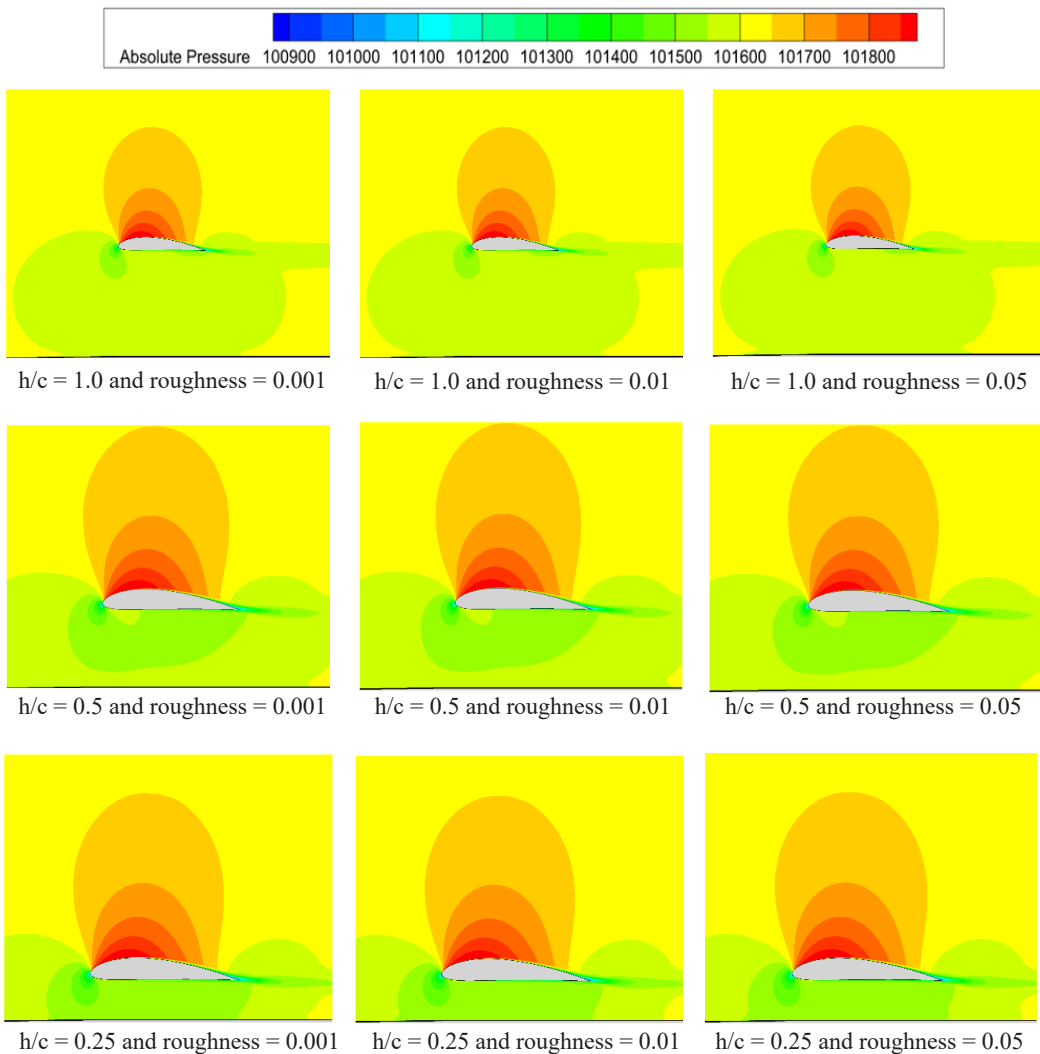 Absolute Pressure 100900 101000 101100 101200 101300 101400 101500 101600 101700 101800
h/c = 1.0 and roughness = 0.001
h/c = 1.0 and roughness = 0.01
h/c = 1.0 and roughness = 0.05
h/c = 0.5 and roughness = 0.001
h/c = 0.5 and roughness = 0.01
h/c = 0.5 and roughness = 0.05
h/c = 0.25 and roughness = 0.001
h/c = 0.25 and roughness = 0.01
h/c = 0.25 and roughness = 0.05